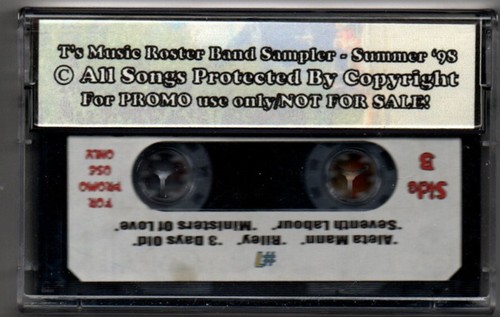 T's Music Roster Band Sampler - Summer '98
© All Songs Protected By Copyright
For PROMO use only/NOT FOR SALE!
Side
B
FOR
PROMO
USE
ONLY
"Aleta Mann" "Riley" "3 Days Old"
"Seventh Labour" "Ministers Of Love"